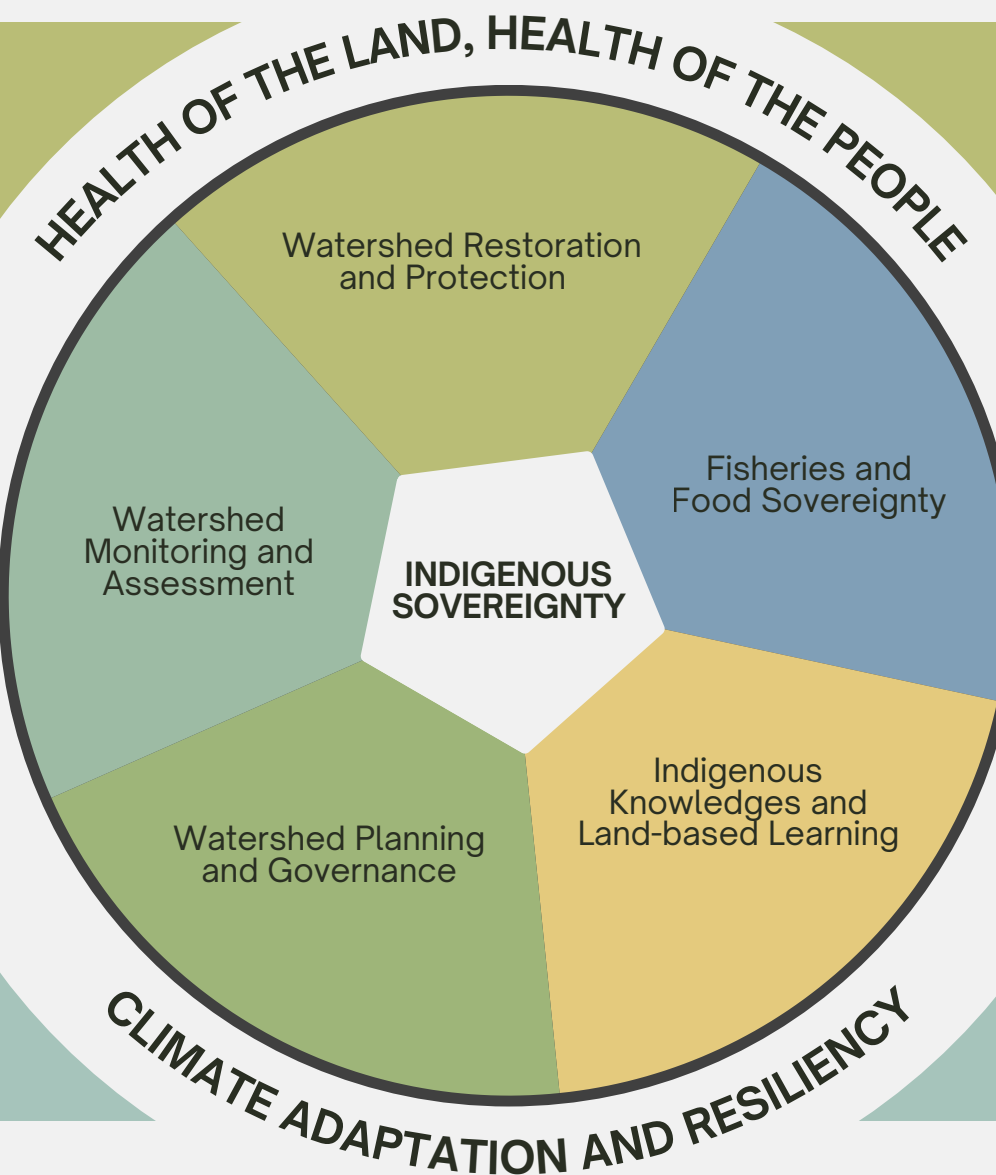 HEALTH OF THE LAND, HEALTH OF THE PEOPLE
Watershed Restoration
and Protection
Fisheries and
Food Sovereignty
Watershed
Monitoring and
Assessment
INDIGENOUS
SOVEREIGNTY
Indigenous
Knowledges and
Land-based Learning
Watershed Planning
and Governance
CLIMATE ADAPTATION AND RESILIENCY